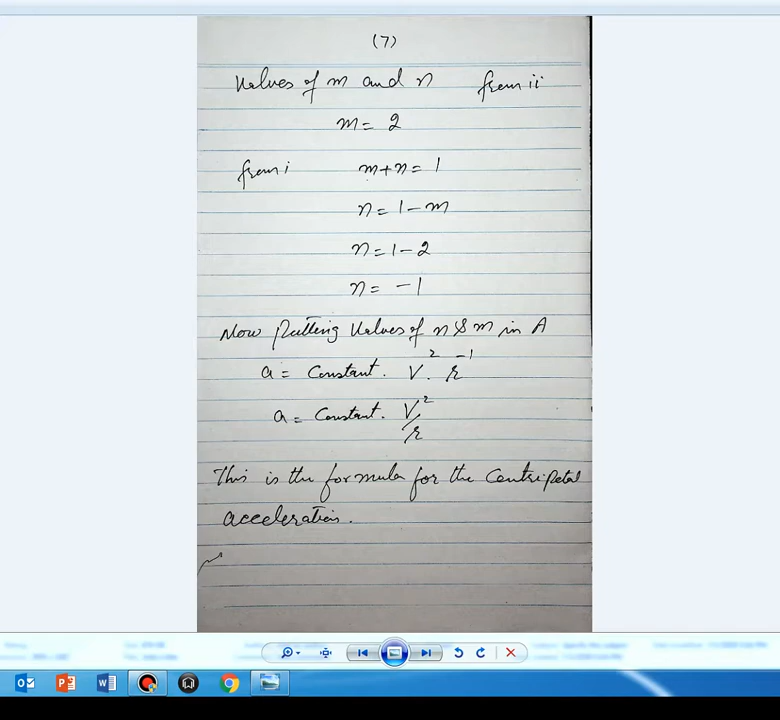 (7)
Values of m and n from ii
m = 2
from i m+n = 1
n = 1 - m
n = 1 - 2
n = - 1
Now Putting Values of n & m in A
a = Constant. V². r⁻¹
a = Constant. V²/r
This is the formula for the Centripetal
acceleration.